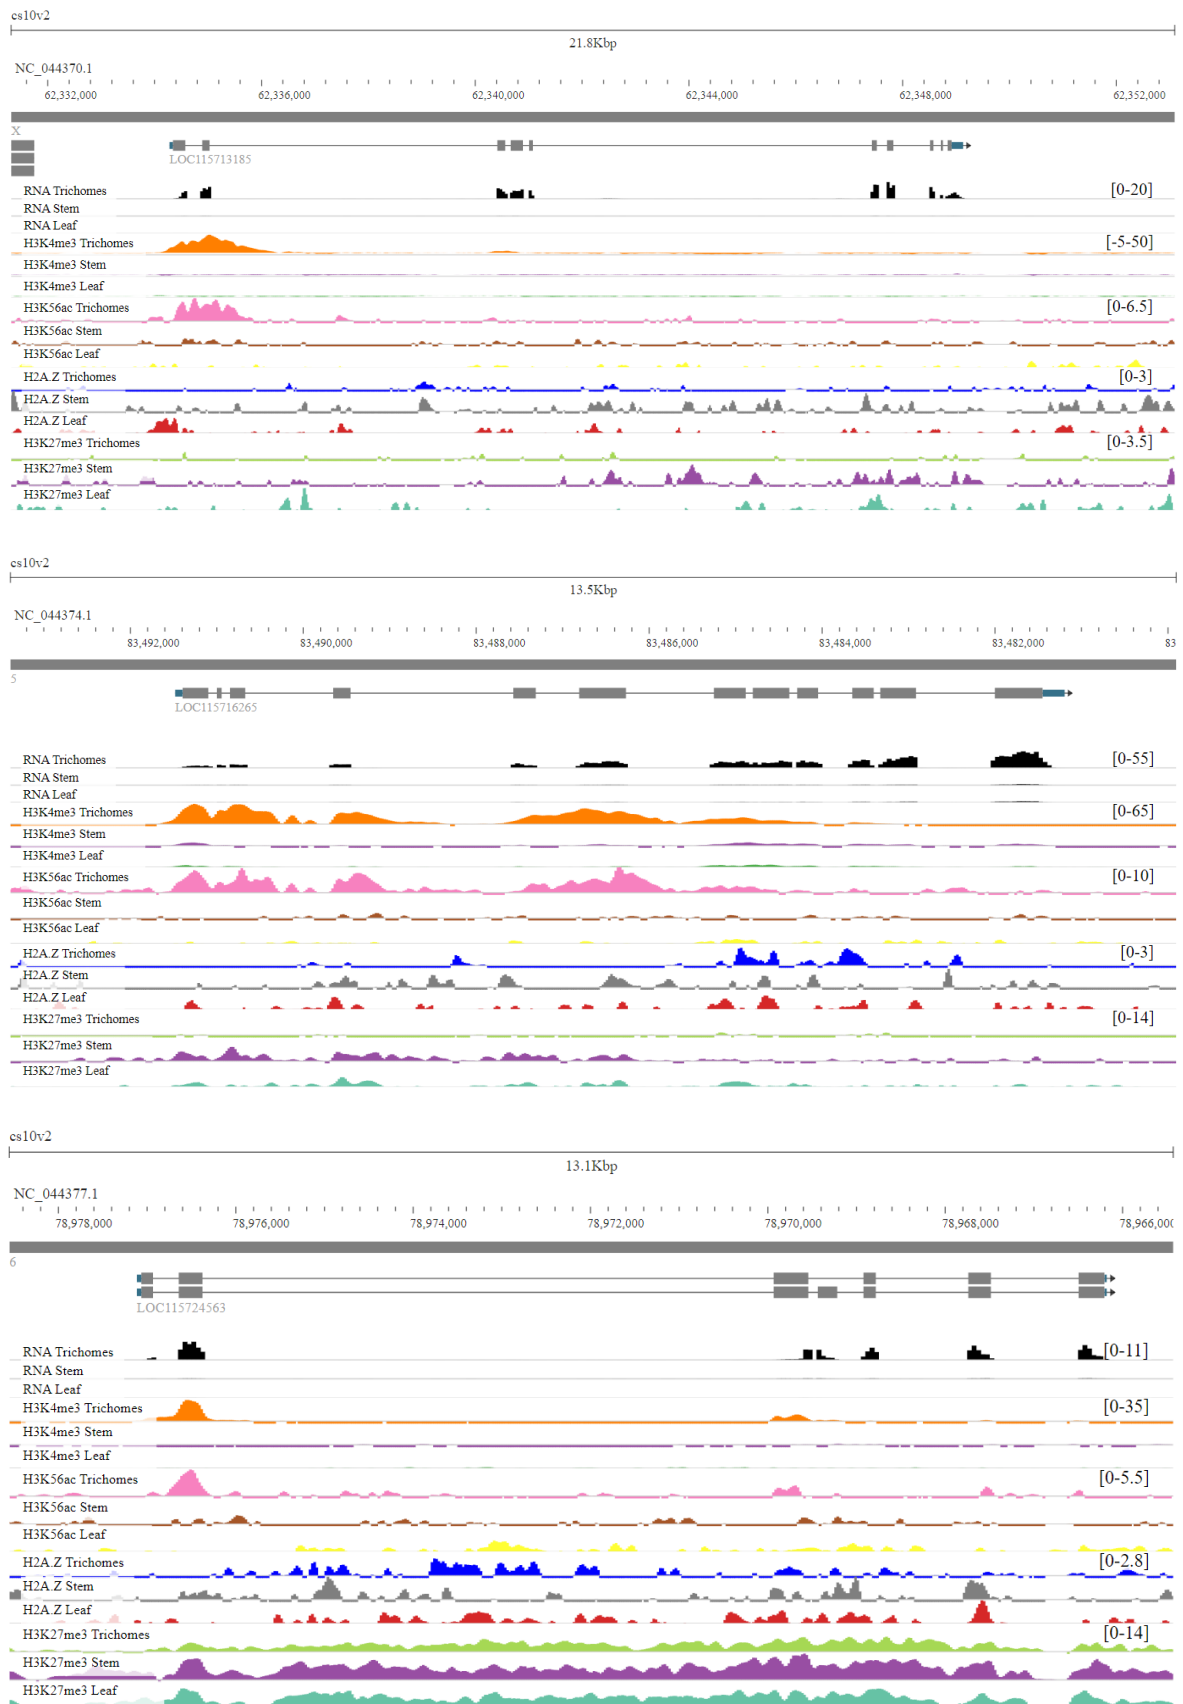 cs10v2
21.8Kbp
NC_044370.1
62,332,000 62,336,000 62,340,000 62,344,000 62,348,000 62,352,000
X
LOC115713185
RNA Trichomes [0-20]
RNA Stem
RNA Leaf
H3K4me3 Trichomes [-5-50]
H3K4me3 Stem
H3K4me3 Leaf
H3K56ac Trichomes [0-6.5]
H3K56ac Stem
H3K56ac Leaf
H2A.Z Trichomes [0-3]
H2A.Z Stem
H2A.Z Leaf
H3K27me3 Trichomes [0-3.5]
H3K27me3 Stem
H3K27me3 Leaf
cs10v2
13.5Kbp
NC_044374.1
83,492,000 83,490,000 83,488,000 83,486,000 83,484,000 83,482,000 83
5
LOC115716265
RNA Trichomes [0-55]
RNA Stem
RNA Leaf
H3K4me3 Trichomes [0-65]
H3K4me3 Stem
H3K4me3 Leaf
H3K56ac Trichomes [0-10]
H3K56ac Stem
H3K56ac Leaf
H2A.Z Trichomes [0-3]
H2A.Z Stem
H2A.Z Leaf
H3K27me3 Trichomes [0-14]
H3K27me3 Stem
H3K27me3 Leaf
cs10v2
13.1Kbp
NC_044377.1
78,978,000 78,976,000 78,974,000 78,972,000 78,970,000 78,968,000 78,966,000
6
LOC115724563
RNA Trichomes [0-11]
RNA Stem
RNA Leaf
H3K4me3 Trichomes [0-35]
H3K4me3 Stem
H3K4me3 Leaf
H3K56ac Trichomes [0-5.5]
H3K56ac Stem
H3K56ac Leaf
H2A.Z Trichomes [0-2.8]
H2A.Z Stem
H2A.Z Leaf
H3K27me3 Trichomes [0-14]
H3K27me3 Stem
H3K27me3 Leaf